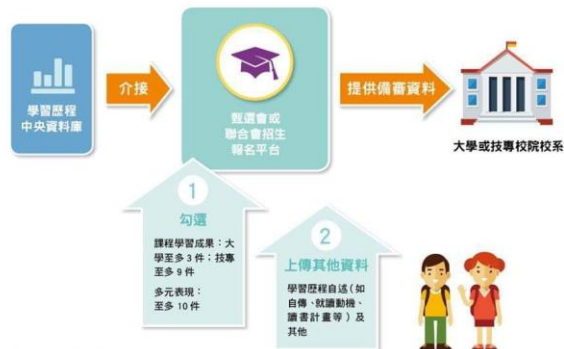 學習歷程
中央資料庫
介接
甄選會或
聯合會招生
報名平台
提供備審資料
大學或技專校院校系
1
勾選
課程學習成果：大
學至多 3 件；技專
至多 9 件
多元表現：
至多 10 件
2
上傳其他資料
學習歷程自述（如
自傳、就讀動機、
讀書計畫等）及
其他